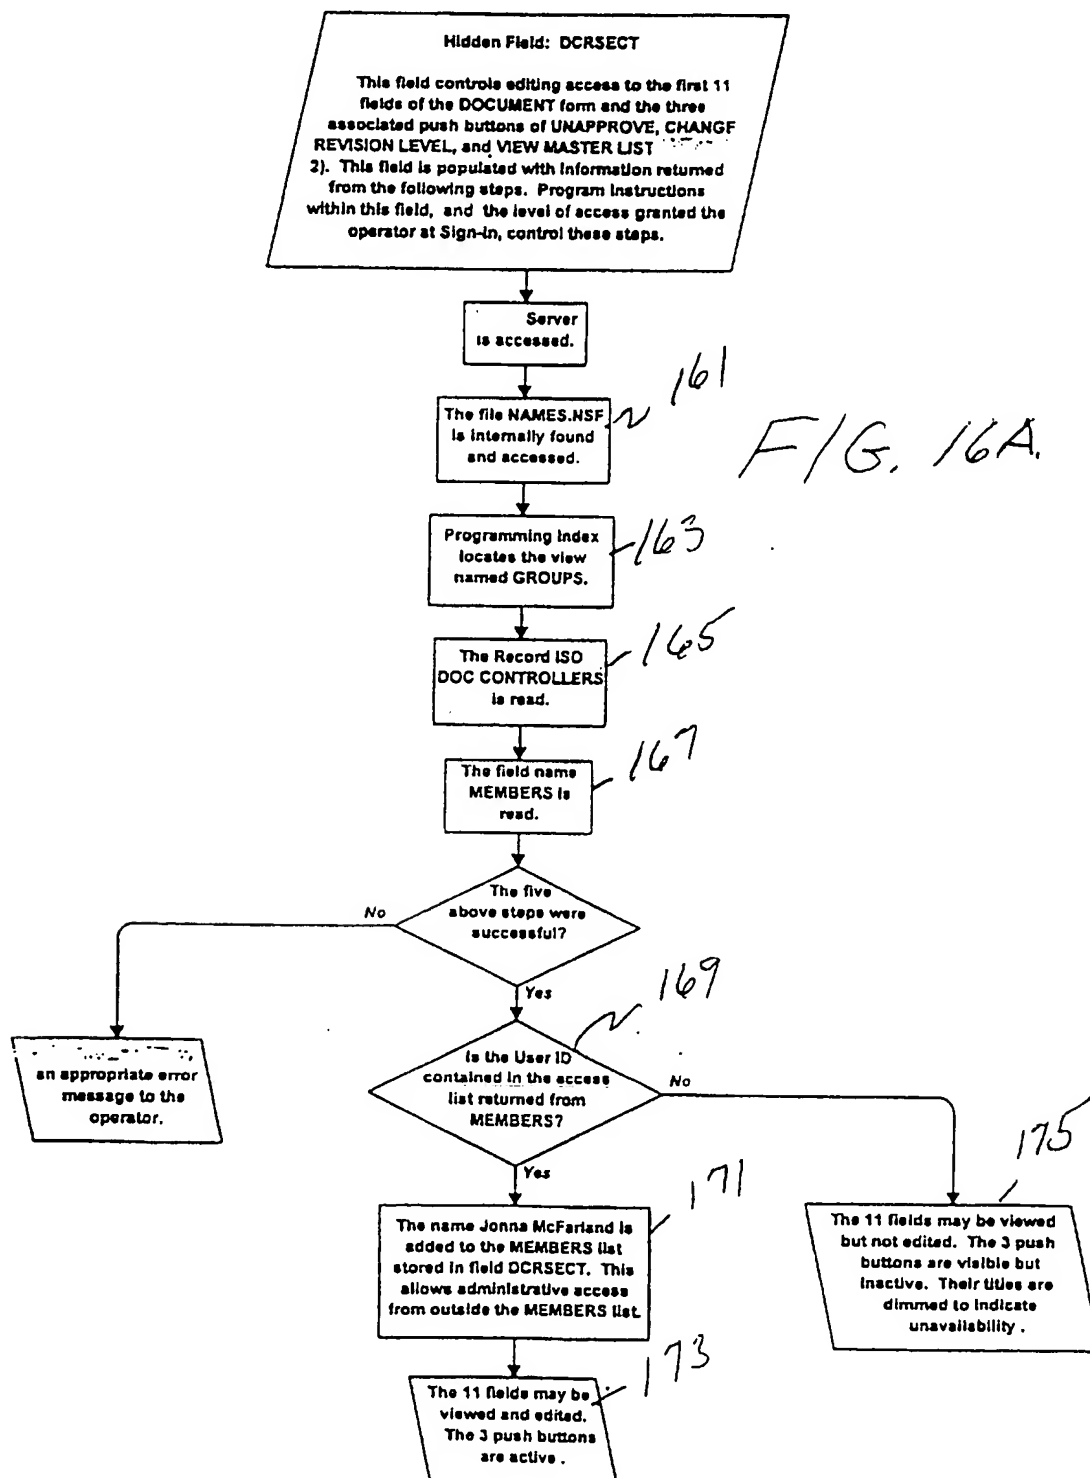 Hidden Field: DCRSECT
This field controls editing access to the first 11
fields of the DOCUMENT form and the three
associated push buttons of UNAPPROVE, CHANGE
REVISION LEVEL, and VIEW MASTER LIST
2). This field is populated with information returned
from the following steps. Program instructions
within this field, and the level of access granted the
operator at Sign-in, control these steps.
Server
is accessed.
161
The file NAMES.NSF
is internally found
and accessed.
FIG. 16A.
Programming Index
locates the view
named GROUPS.
163
The Record ISO
DOC CONTROLLERS
is read.
165
The field name
MEMBERS is
read.
167
The five
above steps were
successful?
No
Yes
169
an appropriate error
message to the
operator.
Is the User ID
contained in the access
list returned from
MEMBERS?
No
Yes
171
175
The name Jonna McFarland is
added to the MEMBERS list
stored in field DCRSECT. This
allows administrative access
from outside the MEMBERS list.
The 11 fields may be viewed
but not edited. The 3 push
buttons are visible but
inactive. Their titles are
dimmed to indicate
unavailability .
173
The 11 fields may be
viewed and edited.
The 3 push buttons
are active .